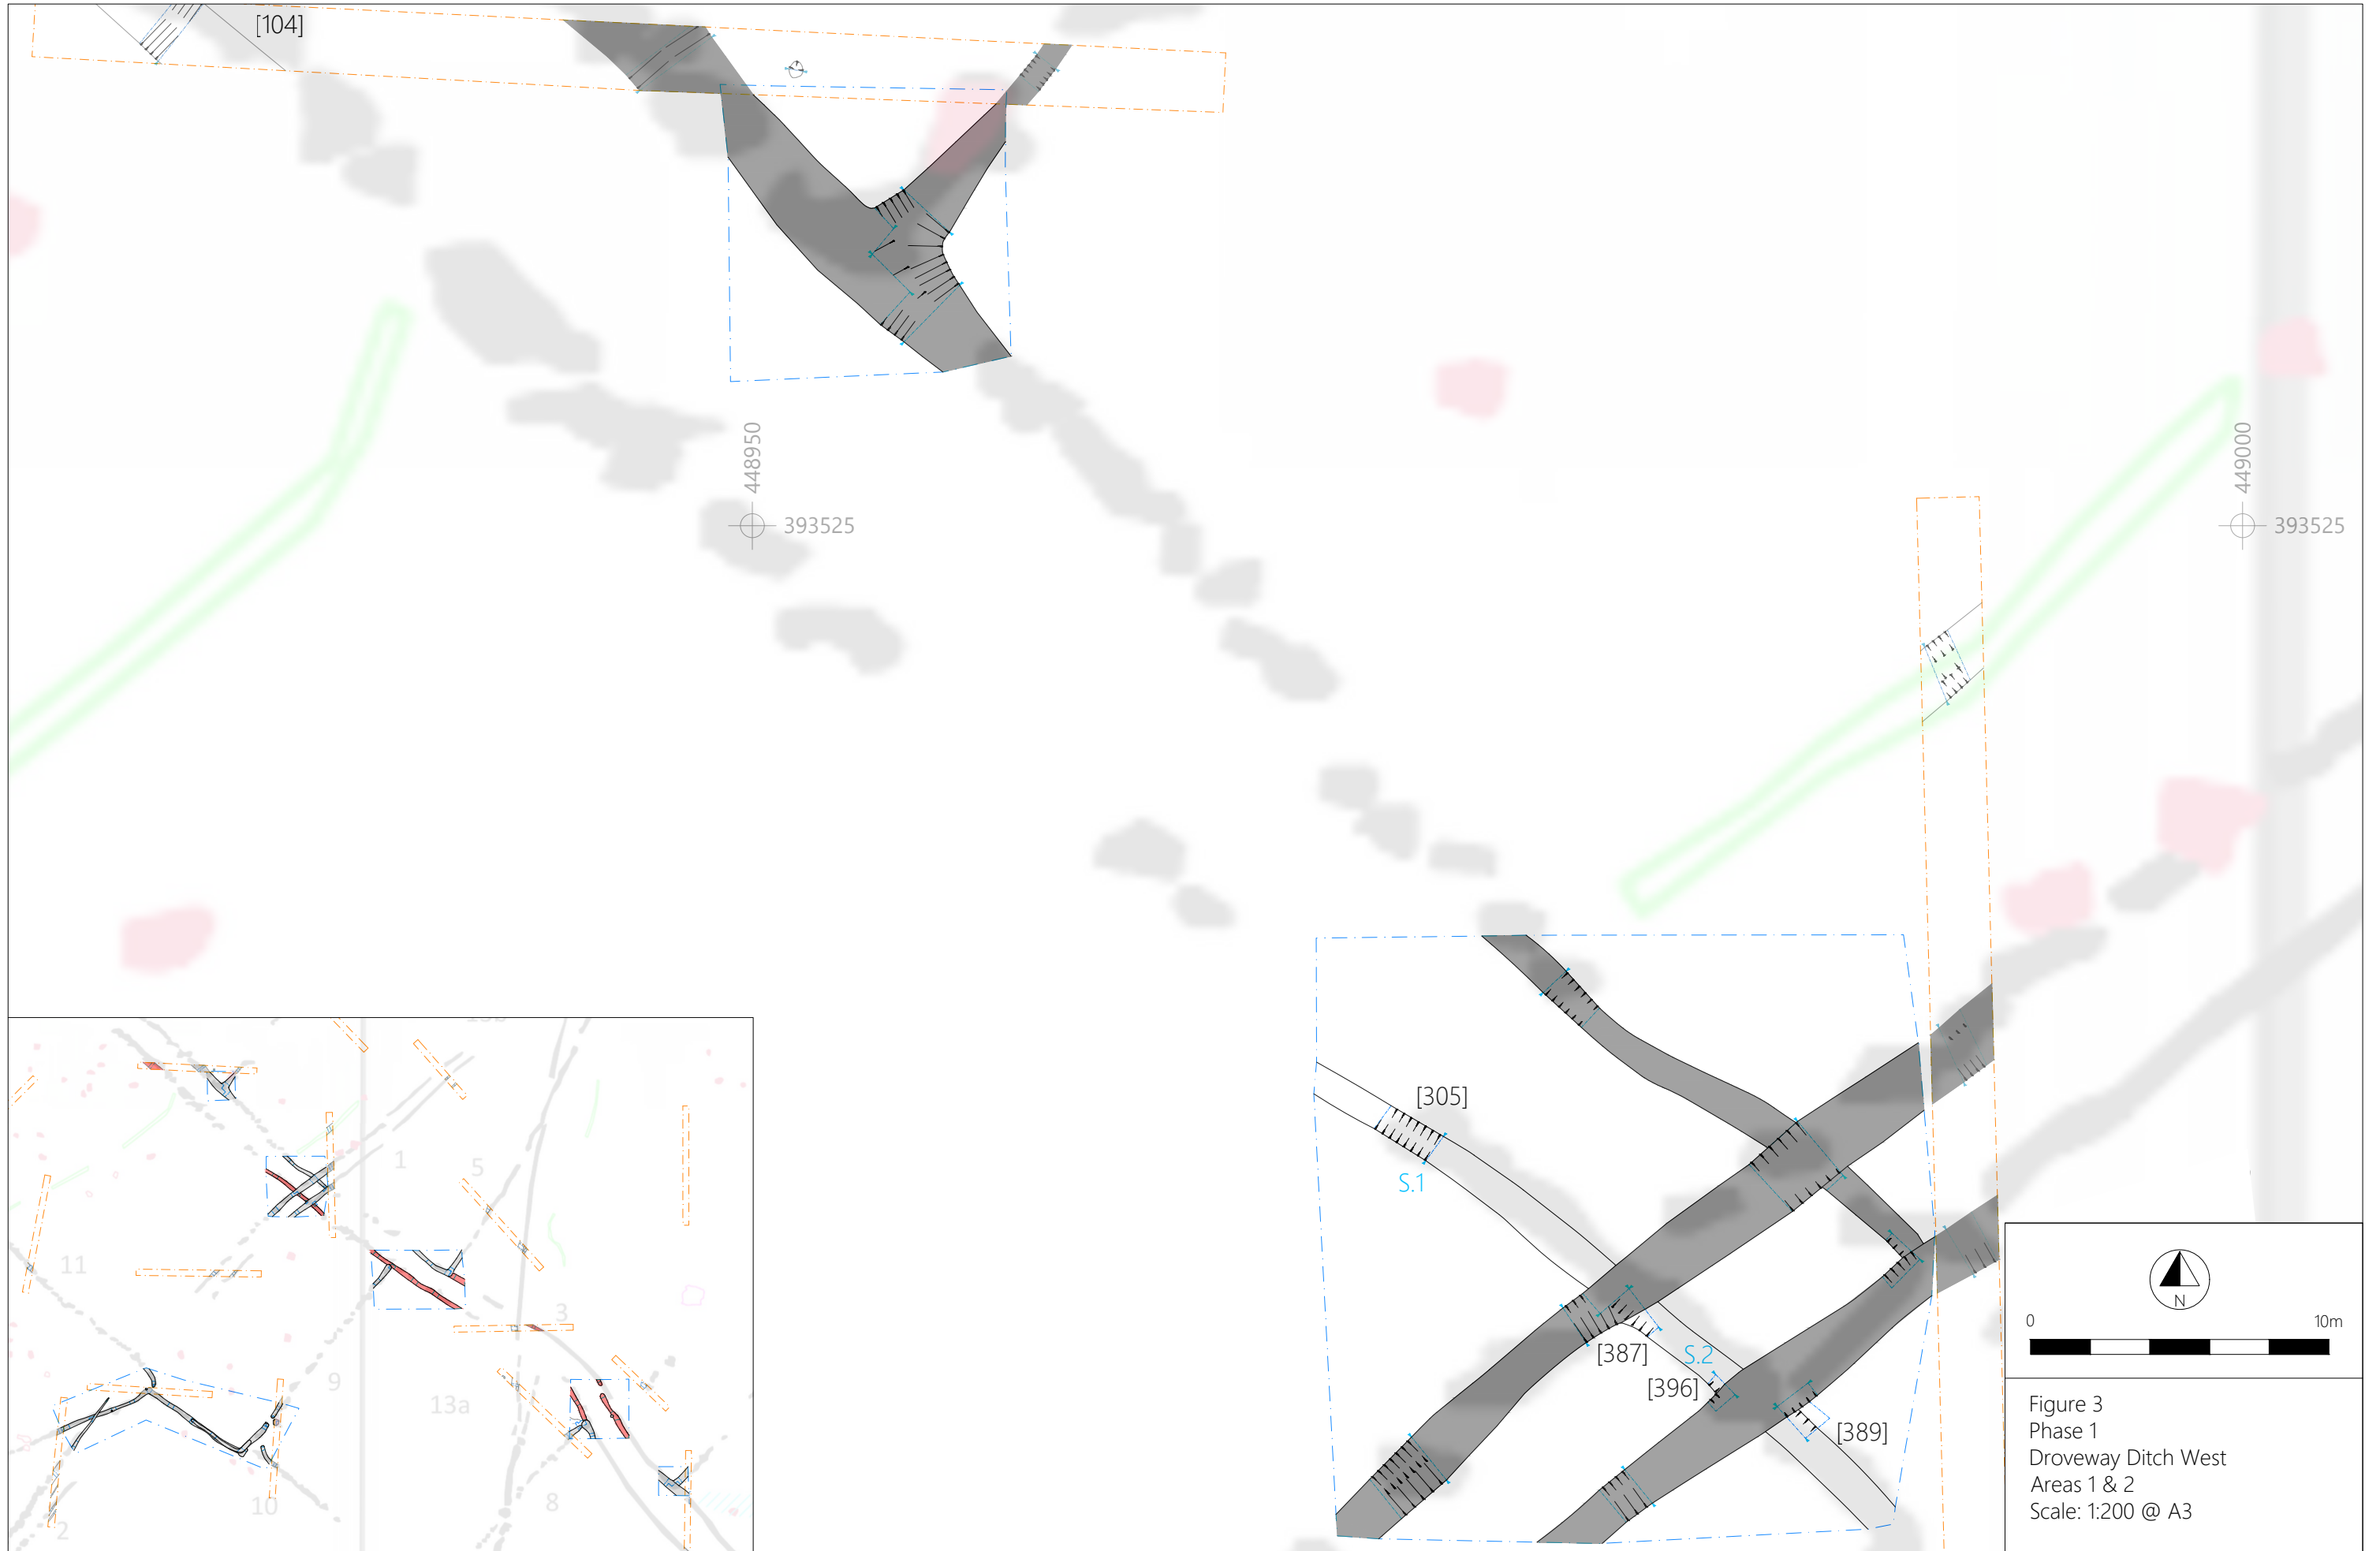 [104]
448950
393525
449000
393525
[305]
S.1
[387]
S.2
[396]
[389]
1
5
11
3
9
13a
10
8
2
N
0
10m
Figure 3
Phase 1
Droveway Ditch West
Areas 1 & 2
Scale: 1:200 @ A3